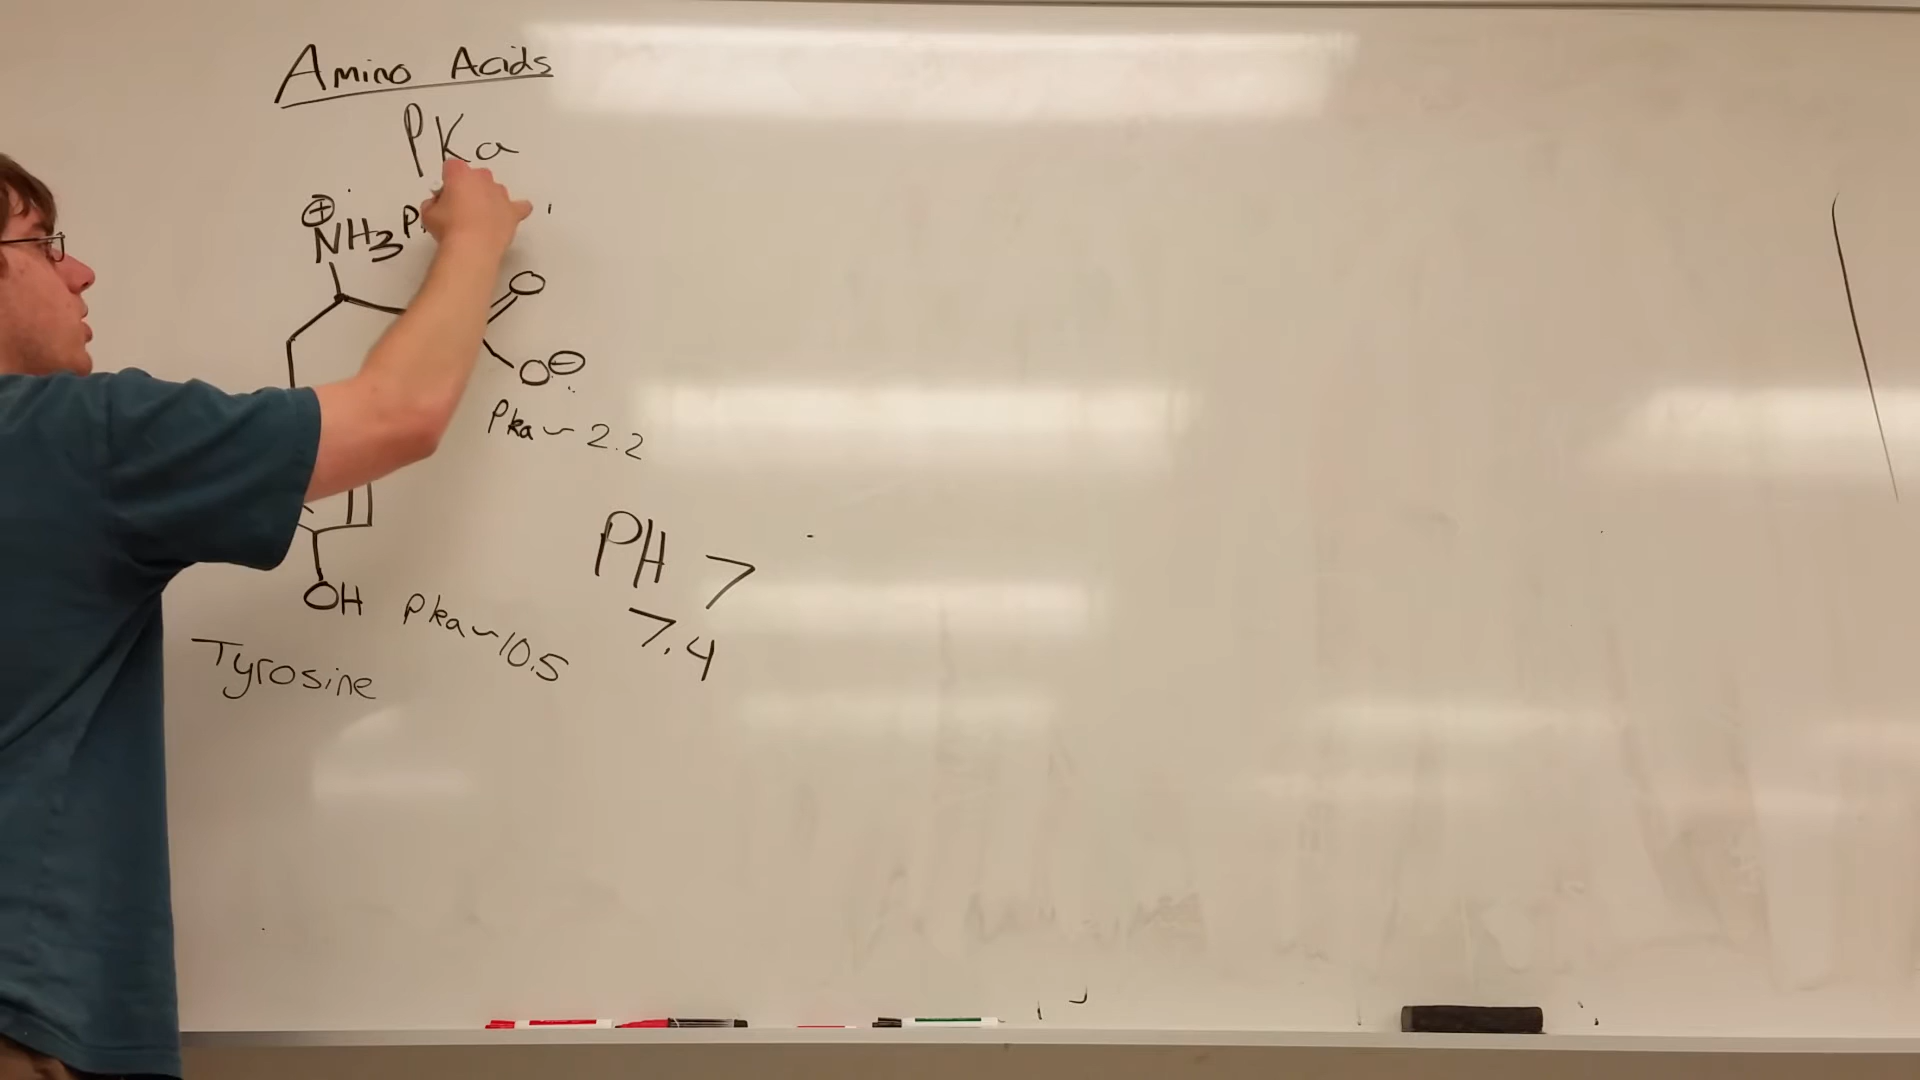 Amino Acids
PKa
⊕
NH3
O
O⊖
Pka ~ 2.2
PH 7
7.4
OH Pka ~ 10.5
Tyrosine